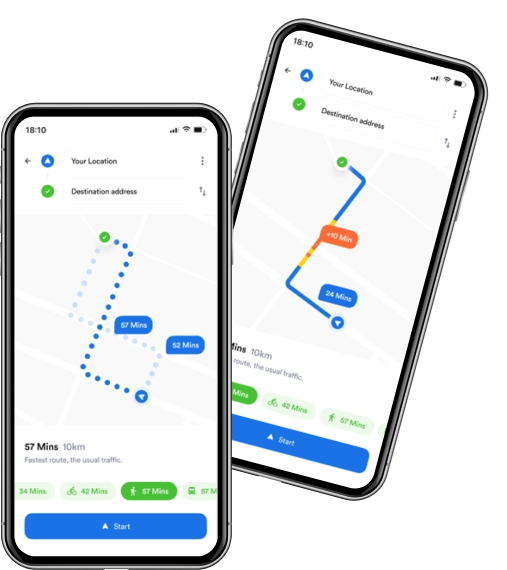 18:10
Your Location
Destination address
57 Mins
52 Mins
57 Mins 10km
Fastest route, the usual traffic.
34 Mins
42 Mins
57 Mins
57 M
Start
18:10
Your Location
Destination address
+10 Min
24 Mins
Mins 10km
route, the usual traffic.
Mins
42 Mins
57 Mins
Start